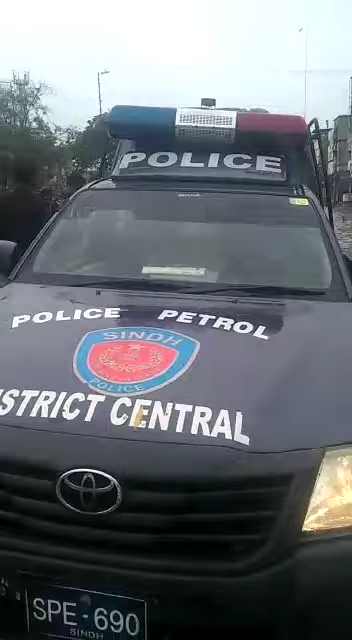 POLICE
POLICE PETROL
SINDH
POLICE
ISTRICT CENTRAL
SPE-690
SINDH